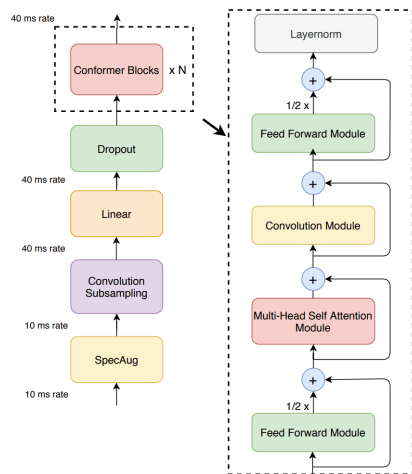 40 ms rate
Conformer Blocks
x N
Dropout
40 ms rate
Linear
40 ms rate
Convolution
Subsampling
10 ms rate
SpecAug
10 ms rate
Layernorm
+
1/2 x
Feed Forward Module
+
Convolution Module
+
Multi-Head Self Attention
Module
+
1/2 x
Feed Forward Module